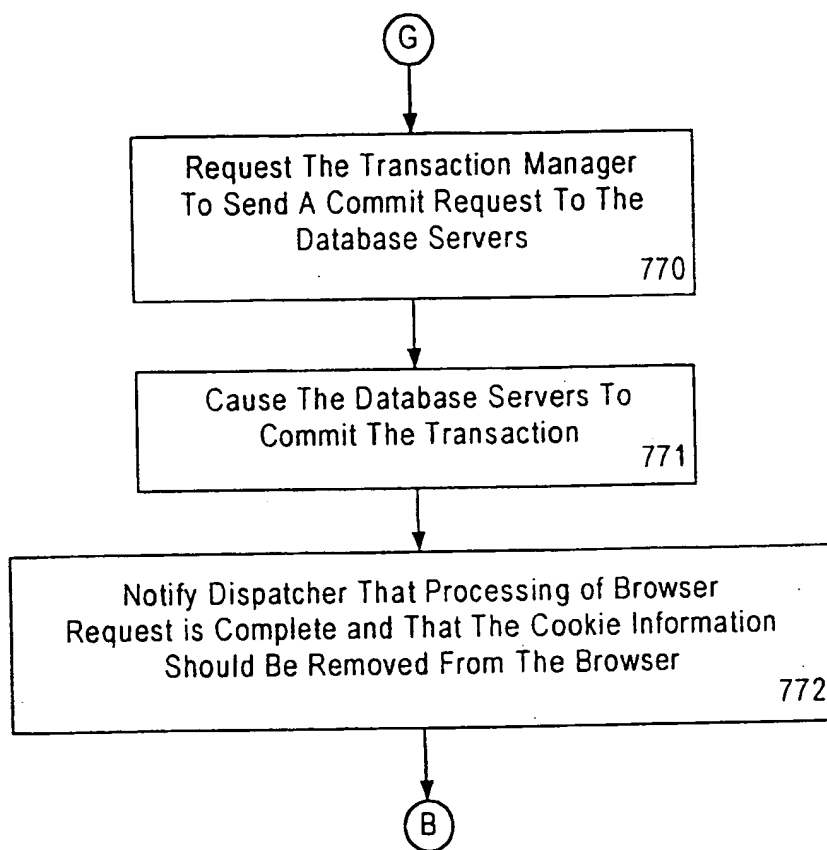 G
Request The Transaction Manager
To Send A Commit Request To The
Database Servers
770
Cause The Database Servers To
Commit The Transaction
771
Notify Dispatcher That Processing of Browser
Request is Complete and That The Cookie Information
Should Be Removed From The Browser
772
B